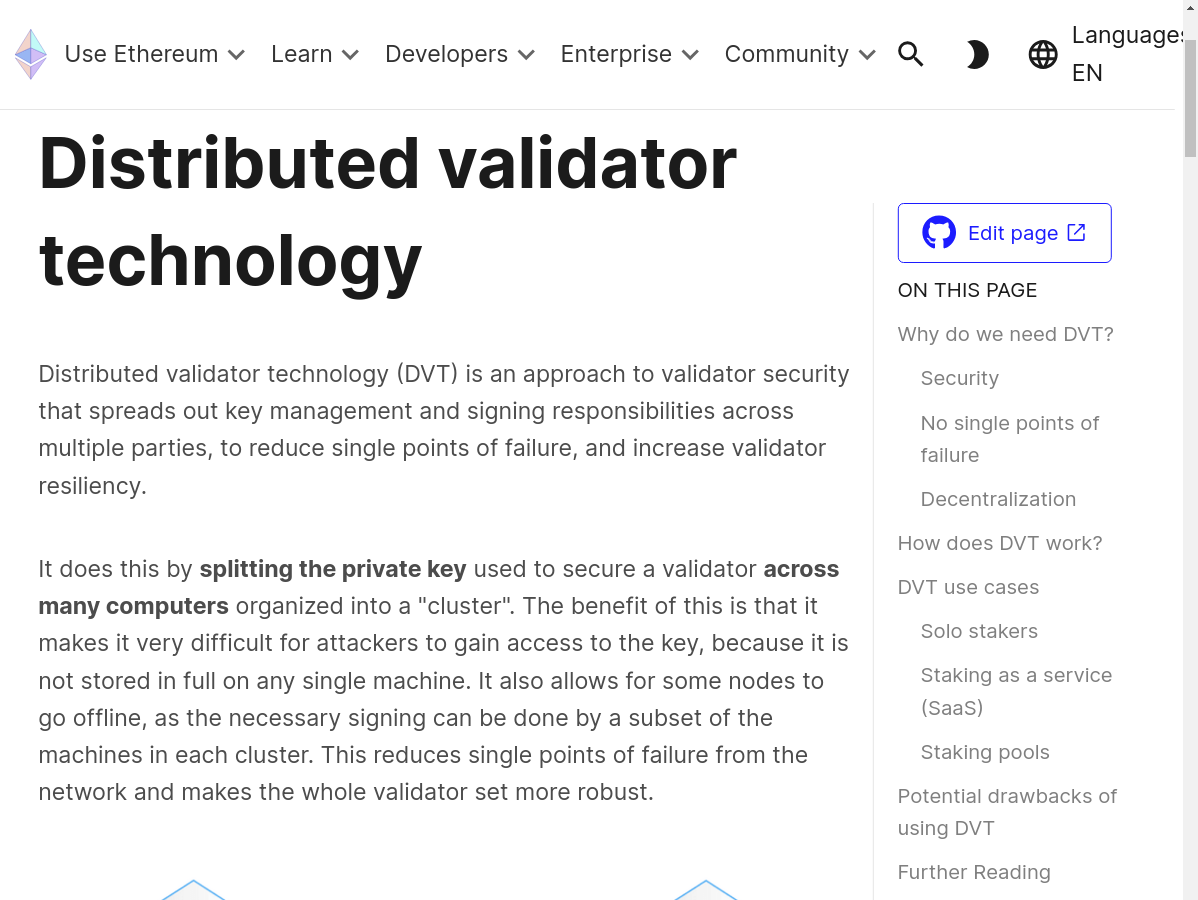 Use Ethereum
Learn
Developers
Enterprise
Community
Languages
EN
Distributed validator
technology
Distributed validator technology (DVT) is an approach to validator security
that spreads out key management and signing responsibilities across
multiple parties, to reduce single points of failure, and increase validator
resiliency.
It does this by splitting the private key used to secure a validator across
many computers organized into a "cluster". The benefit of this is that it
makes it very difficult for attackers to gain access to the key, because it is
not stored in full on any single machine. It also allows for some nodes to
go offline, as the necessary signing can be done by a subset of the
machines in each cluster. This reduces single points of failure from the
network and makes the whole validator set more robust.
Edit page
ON THIS PAGE
Why do we need DVT?
Security
No single points of
failure
Decentralization
How does DVT work?
DVT use cases
Solo stakers
Staking as a service
(SaaS)
Staking pools
Potential drawbacks of
using DVT
Further Reading